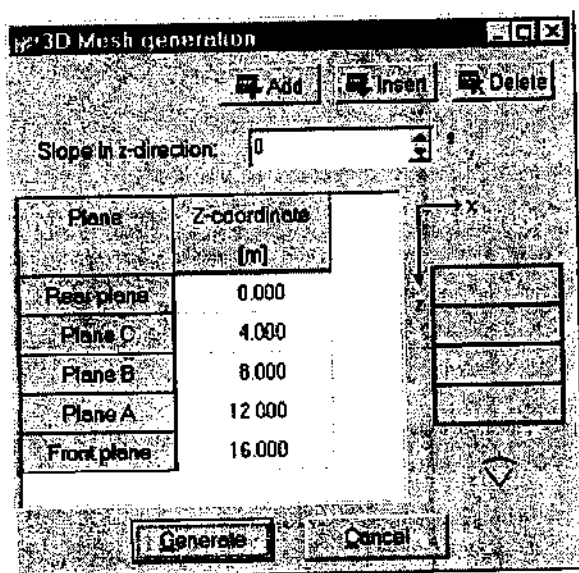 3D Mesh generation
Add Insert Delete
Slope in z-direction: 0 °
Plane Z-coordinate
[m]
x
Rear plane 0.000
z
Plane C 4.000
Plane B 8.000
Plane A 12.000
Front plane 16.000
Generate Cancel